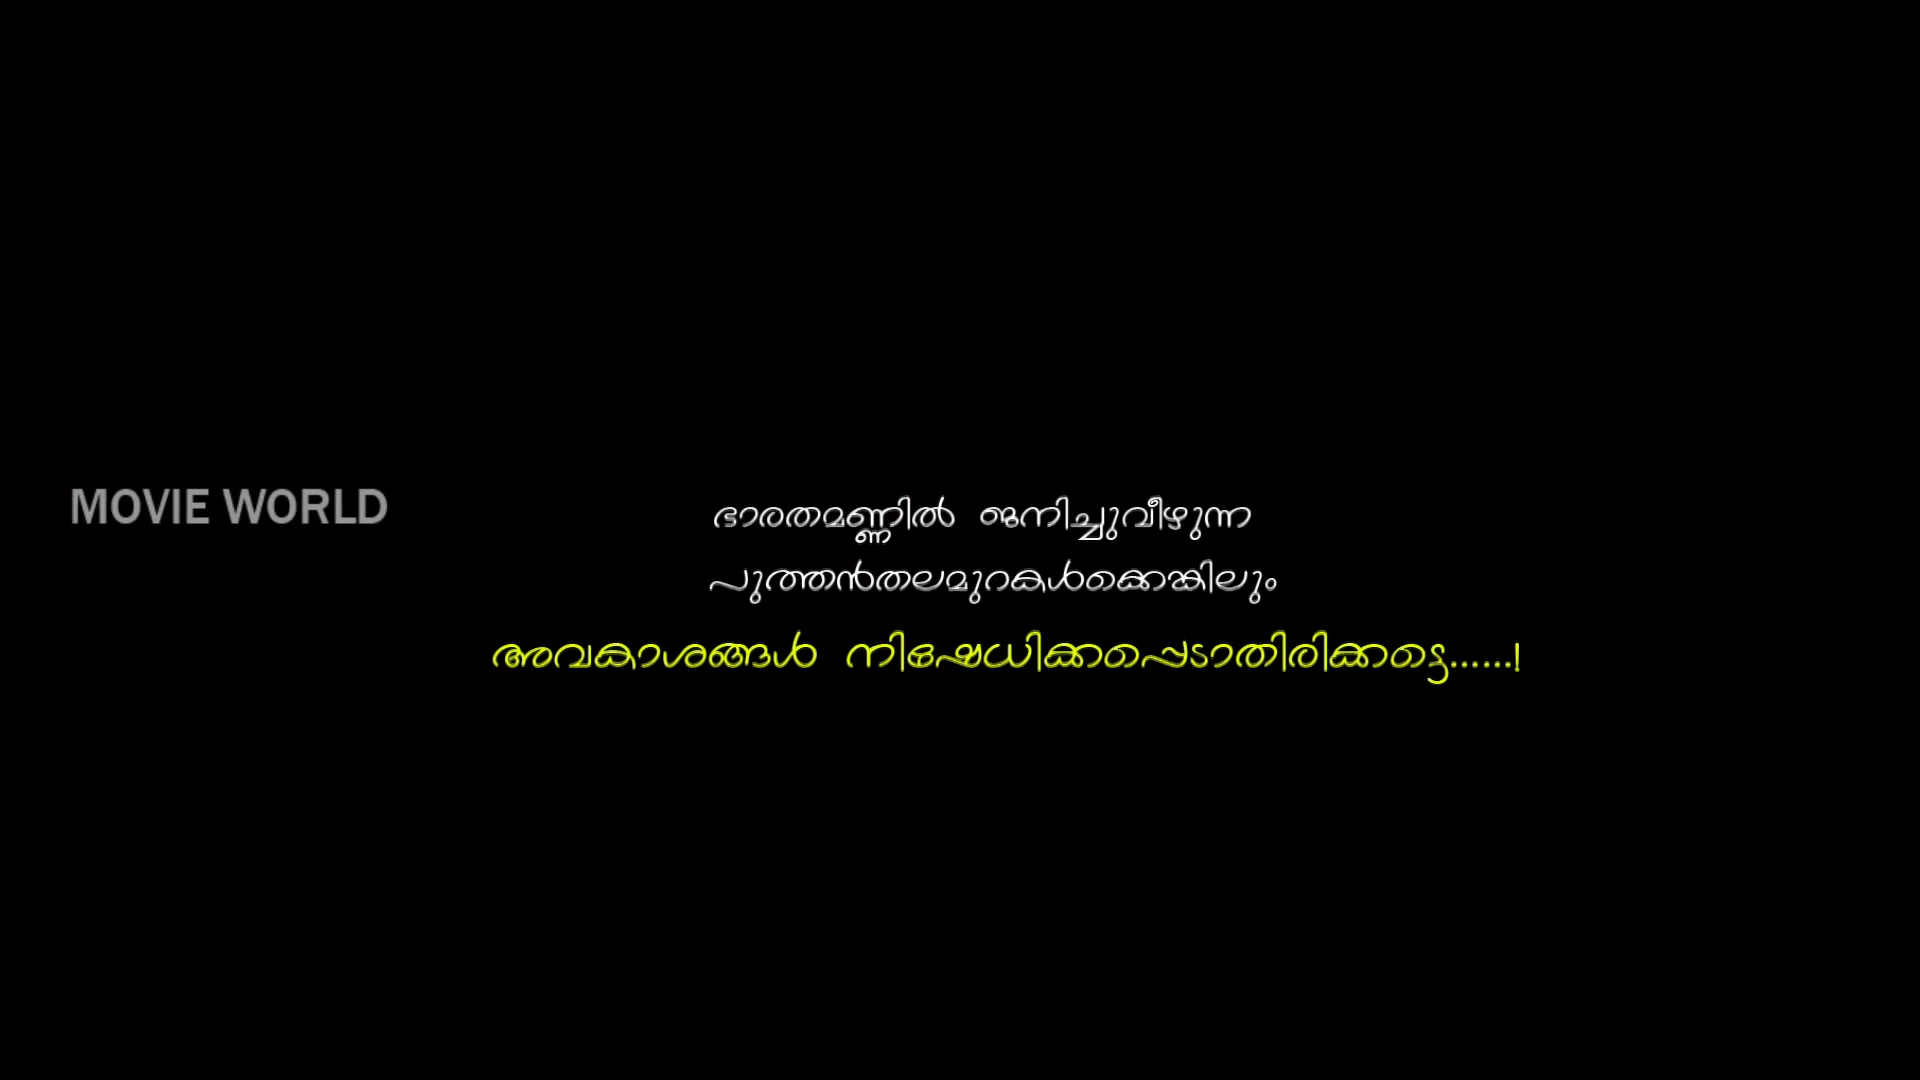 MOVIE WORLD
ഭാരതമണ്ണിൽ ജനിച്ചുവീഴുന്ന
പുത്തൻതലമുറകൾക്കെങ്കിലും
അവകാശങ്ങൾ നിഷേധിക്കപ്പെടാതിരിക്കട്ടെ......!